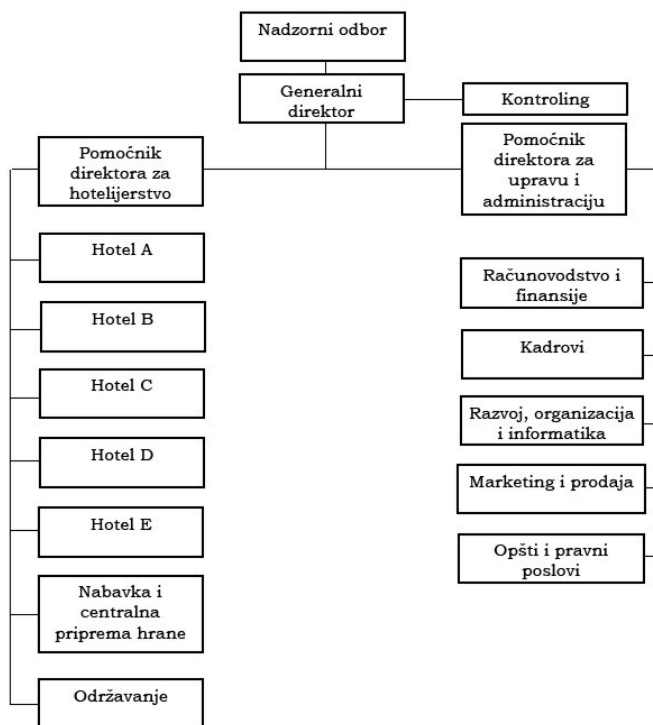 Nadzorni odbor
Generalni
direktor
Kontroling
Pomoćnik
direktora za
hotelijerstvo
Pomoćnik
direktora za
upravu i
administraciju
Hotel A
Hotel B
Hotel C
Hotel D
Hotel E
Nabavka i
centralna
priprema hrane
Održavanje
Računovodstvo i
finansije
Kadrovi
Razvoj, organizacija
i informatika
Marketing i prodaja
Opšti i pravni
poslovi